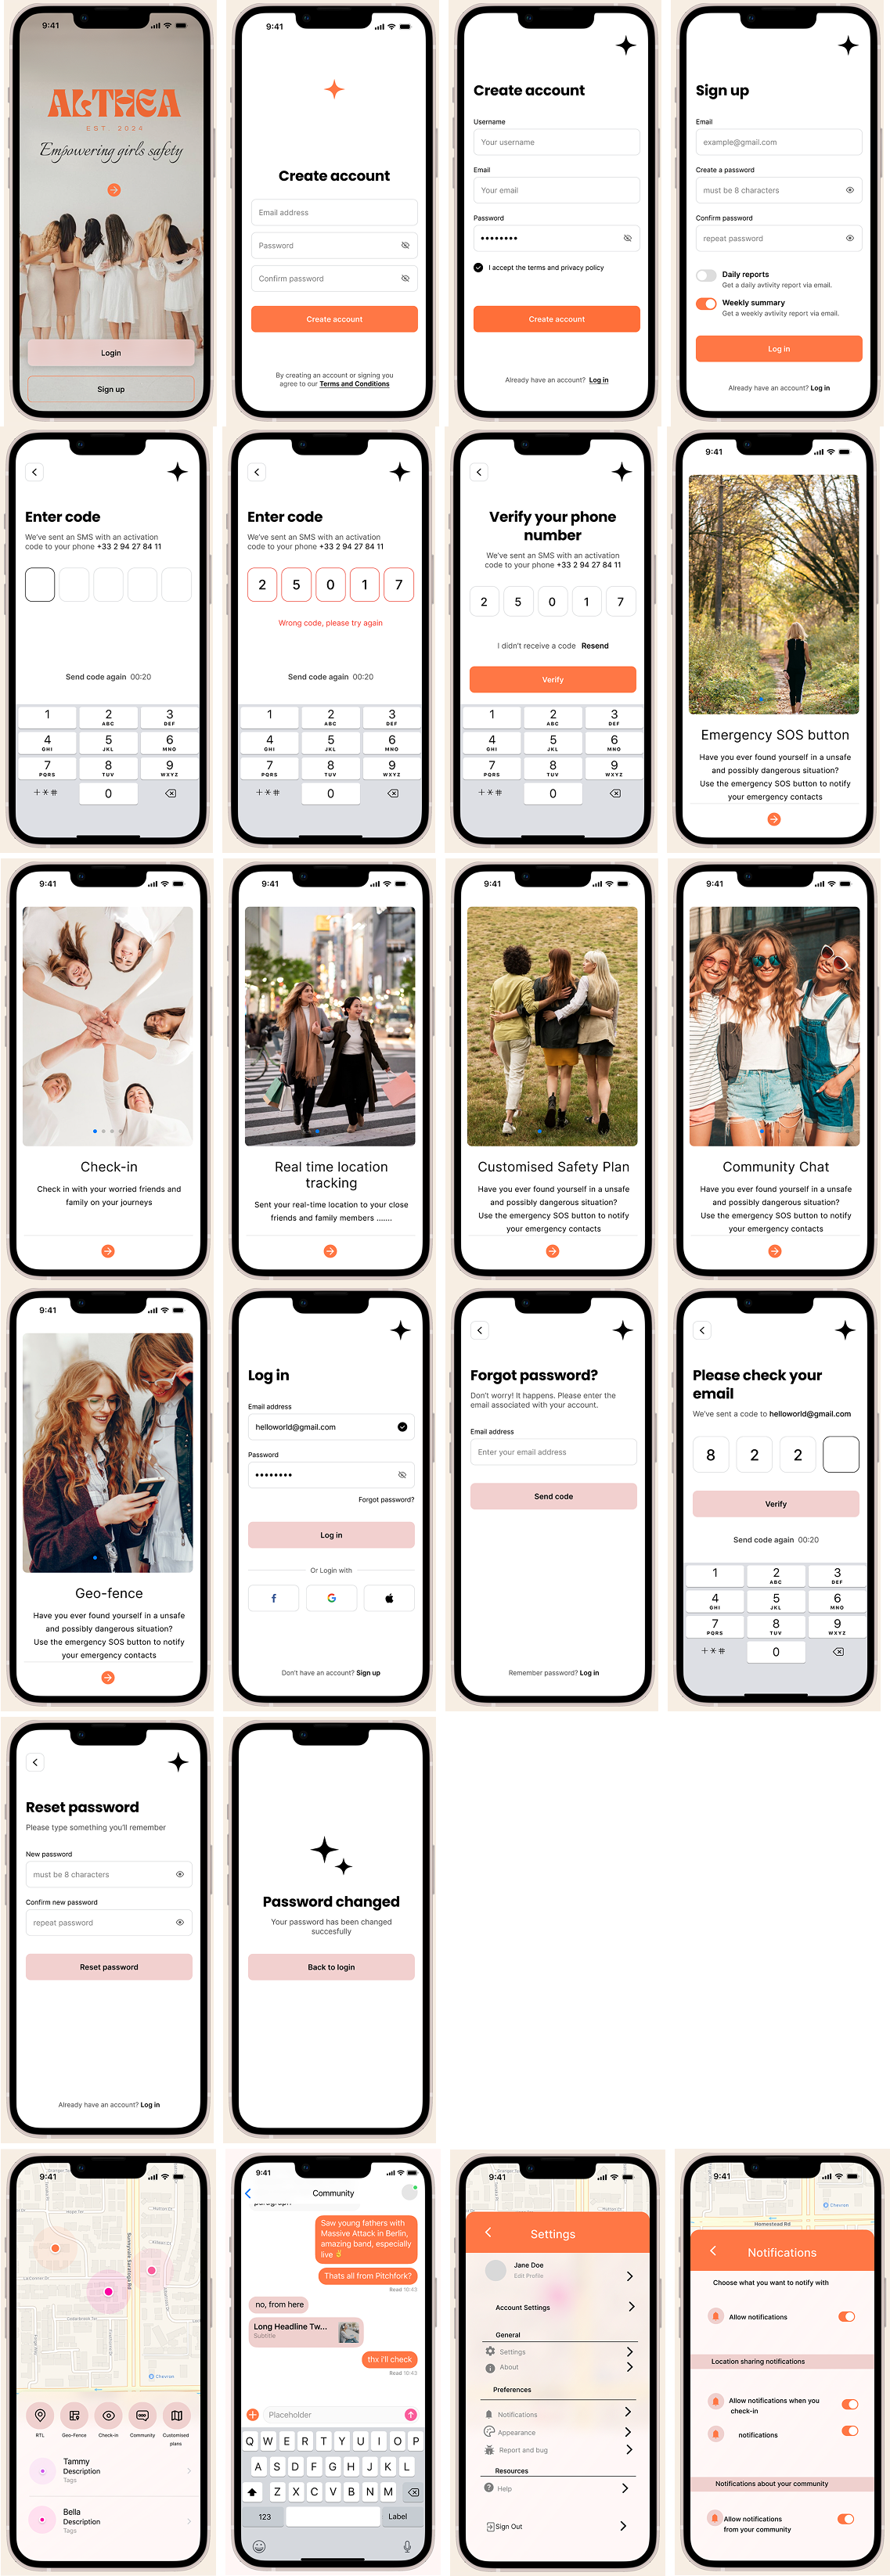 9:41
ALTHEA
EST 2024
Empowering girls safety
Login
Sign up
9:41
Create account
Email address
Password
Confirm password
Create account
By creating an account or signing you
agree to our Terms and Conditions
Create account
Username
Your username
Email
Your email
Password
I accept the terms and privacy policy
Create account
Already have an account? Log in
Sign up
Email
example@gmail.com
Create a password
must be 8 characters
Confirm password
repeat password
Daily reports
Get a daily avtivity report via email.
Weekly summary
Get a weekly avtivity report via email.
Log in
Already have an account? Log in
Enter code
We've sent an SMS with an activation
code to your phone +33 2 94 27 84 11
Send code again 00:20
1 2 3
ABC DEF
4 5 6
GHI JKL MNO
7 8 9
PQRS TUV WXYZ
+*# 0
Enter code
We've sent an SMS with an activation
code to your phone +33 2 94 27 84 11
2 5 0 1 7
Wrong code, please try again
Send code again 00:20
1 2 3
ABC DEF
4 5 6
GHI JKL MNO
7 8 9
PQRS TUV WXYZ
+*# 0
Verify your phone
number
We've sent an SMS with an activation
code to your phone +33 2 94 27 84 11
2 5 0 1 7
I didn't receive a code Resend
Verify
1 2 3
ABC DEF
4 5 6
GHI JKL MNO
7 8 9
PQRS TUV WXYZ
+*# 0
9:41
Emergency SOS button
Have you ever found yourself in a unsafe
and possibly dangerous situation?
Use the emergency SOS button to notify
your emergency contacts
9:41
Check-in
Check in with your worried friends and
family on your journeys
9:41
Real time location
tracking
Sent your real-time location to your close
friends and family members .......
9:41
Customised Safety Plan
Have you ever found yourself in a unsafe
and possibly dangerous situation?
Use the emergency SOS button to notify
your emergency contacts
9:41
Community Chat
Have you ever found yourself in a unsafe
and possibly dangerous situation?
Use the emergency SOS button to notify
your emergency contacts
9:41
Geo-fence
Have you ever found yourself in a unsafe
and possibly dangerous situation?
Use the emergency SOS button to notify
your emergency contacts
Log in
Email address
helloworld@gmail.com
Password
Forgot password?
Log in
Or Login with
Don't have an account? Sign up
Forgot password?
Don't worry! It happens. Please enter the
email associated with your account.
Email address
Enter your email address
Send code
Remember password? Log in
Please check your
email
We've sent a code to helloworld@gmail.com
8 2 2
Verify
Send code again 00:20
1 2 3
ABC DEF
4 5 6
GHI JKL MNO
7 8 9
PQRS TUV WXYZ
+*# 0
Reset password
Please type something you'll remember
New password
must be 8 characters
Confirm new password
repeat password
Reset password
Already have an account? Log in
Password changed
Your password has been changed
succesfully
Back to login
9:41
Sunnyvale Saratoga Rd
Chevron
RTL
Geo-Fence
Check-in
Community
Customised
plans
Tammy
Description
Tags
Bella
Description
Tags
9:41
Community
paragraph
Saw young fathers with
Massive Attack in Berlin,
amazing band, especially
live ✌️
Thats all from Pitchfork?
Read 10:43
no, from here
Long Headline Tw...
Subtitle
thx i'll check
Read 10:43
Placeholder
Q W E R T Y U I O P
A S D F G H J K L
Z X C V B N M
123
Label
9:41
Settings
Jane Doe
Edit Profile
Account Settings
General
Settings
About
Preferences
Notifications
Appearance
Report and bug
Resources
Help
Sign Out
9:41
Chevron
Homestead Rd
Notifications
Choose what you want to notify with
Allow notifications
Location sharing notifications
Allow notifications when you
check-in
notifications
Notifications about your community
Allow notifications
from your community